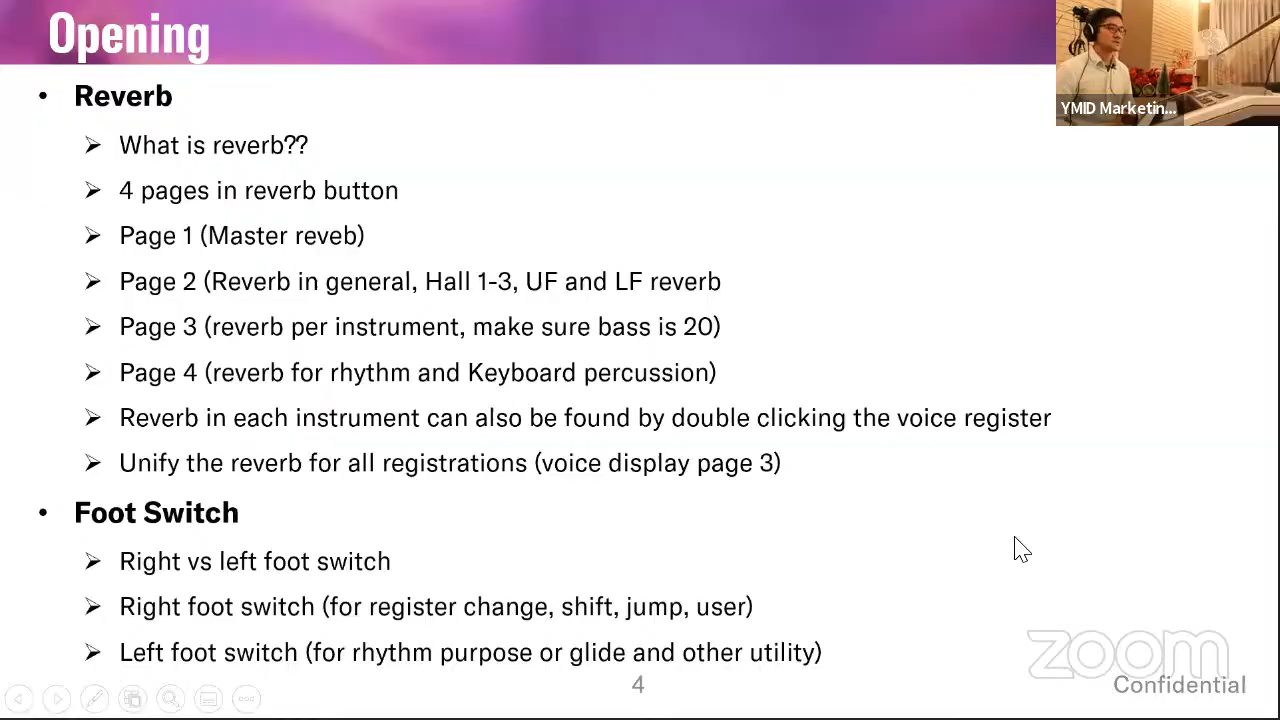 Opening
YMID Marketin...
• Reverb
➢ What is reverb??
➢ 4 pages in reverb button
➢ Page 1 (Master reveb)
➢ Page 2 (Reverb in general, Hall 1-3, UF and LF reverb
➢ Page 3 (reverb per instrument, make sure bass is 20)
➢ Page 4 (reverb for rhythm and Keyboard percussion)
➢ Reverb in each instrument can also be found by double clicking the voice register
➢ Unify the reverb for all registrations (voice display page 3)
• Foot Switch
➢ Right vs left foot switch
➢ Right foot switch (for register change, shift, jump, user)
➢ Left foot switch (for rhythm purpose or glide and other utility)
zoom
4
Confidential